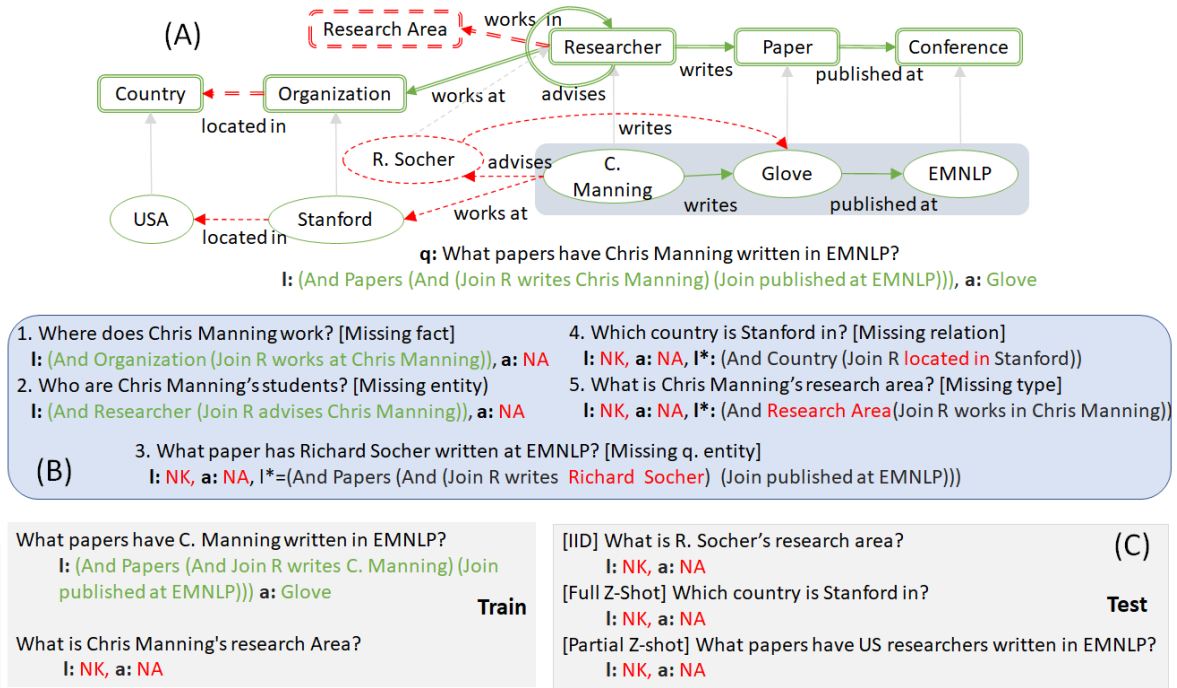 (A)
Research Area
works in
Researcher
Paper
Conference
writes
published at
Country
Organization
works at
advises
located in
writes
R. Socher
advises
C.
Manning
Glove
EMNLP
USA
Stanford
works at
writes
published at
located in
q: What papers have Chris Manning written in EMNLP?
l: (And Papers (And (Join R writes Chris Manning) (Join published at EMNLP))), a: Glove
1. Where does Chris Manning work? [Missing fact]
l: (And Organization (Join R works at Chris Manning)), a: NA
2. Who are Chris Manning’s students? [Missing entity)
l: (And Researcher (Join R advises Chris Manning)), a: NA
4. Which country is Stanford in? [Missing relation]
l: NK, a: NA, l*: (And Country (Join R located in Stanford))
5. What is Chris Manning’s research area? [Missing type]
l: NK, a: NA, l*: (And Research Area(Join R works in Chris Manning))
3. What paper has Richard Socher written at EMNLP? [Missing q. entity]
l: NK, a: NA, l*=(And Papers (And (Join R writes Richard Socher) (Join published at EMNLP)))
(B)
What papers have C. Manning written in EMNLP?
l: (And Papers (And Join R writes C. Manning) (Join
published at EMNLP))) a: Glove
Train
What is Chris Manning's research Area?
l: NK, a: NA
(C)
[IID] What is R. Socher’s research area?
l: NK, a: NA
[Full Z-Shot] Which country is Stanford in?
l: NK, a: NA
Test
[Partial Z-shot] What papers have US researchers written in EMNLP?
l: NK, a: NA